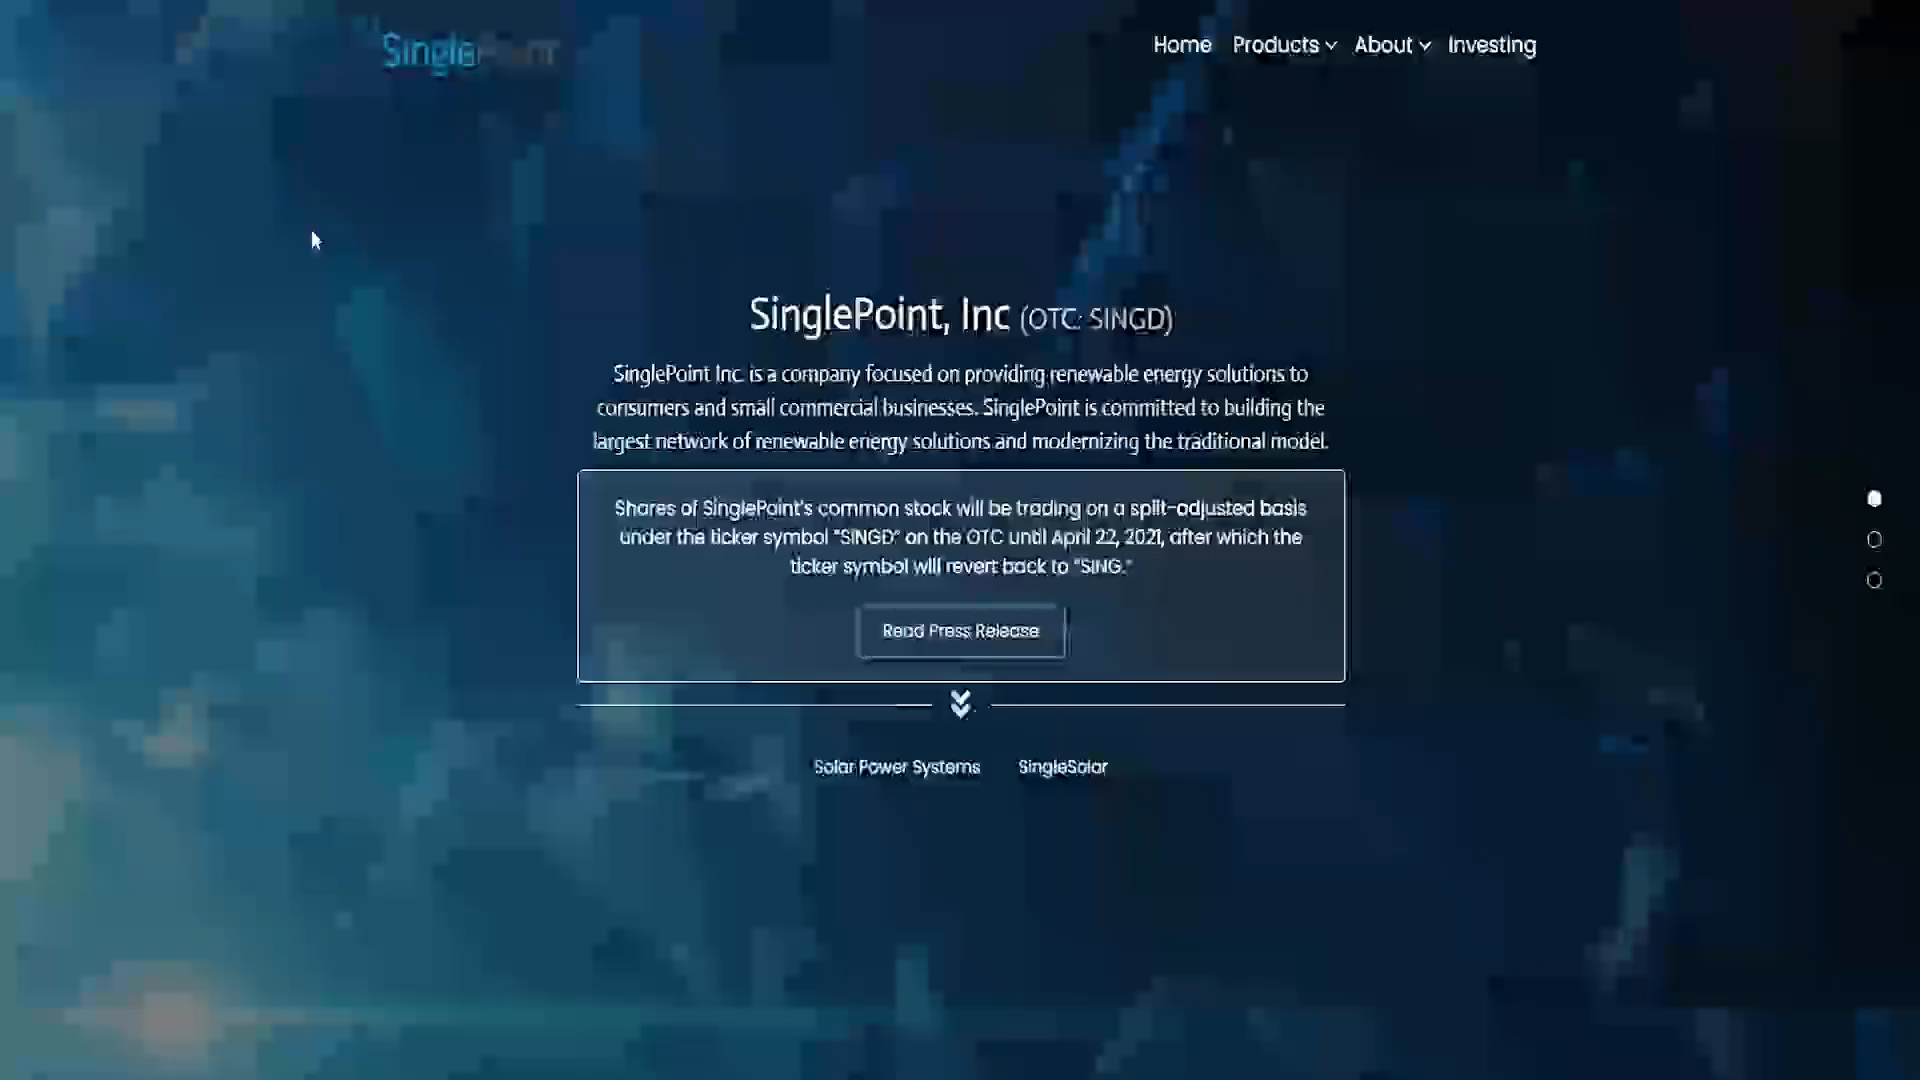 SinglePoint
Home Products About Investing
SinglePoint, Inc (OTC: SINGD)
SinglePoint Inc. is a company focused on providing renewable energy solutions to
consumers and small commercial businesses. SinglePoint is committed to building the
largest network of renewable energy solutions and modernizing the traditional model.
Shares of SinglePoint's common stock will be trading on a split-adjusted basis
under the ticker symbol "SINGD" on the OTC until April 22, 2021, after which the
ticker symbol will revert back to "SING."
Read Press Release
Solar Power Systems SingleSolar